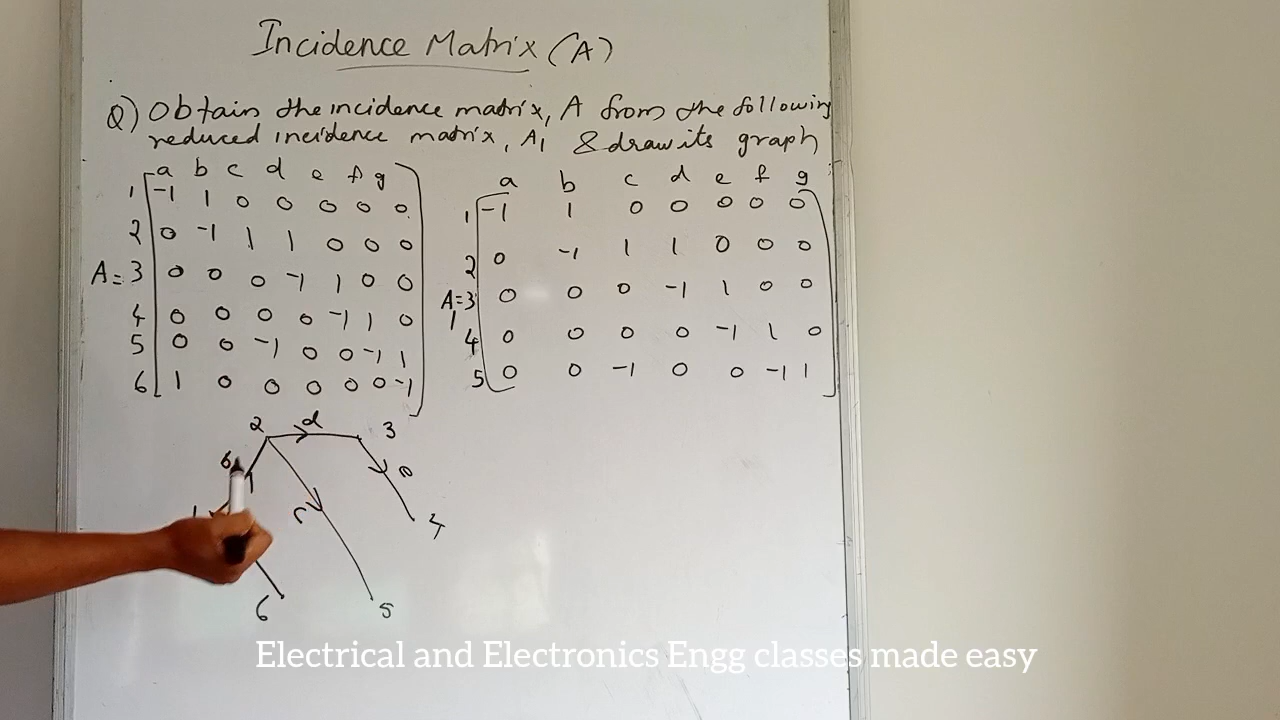 Incidence Matrix (A)
Q) Obtain the incidence matrix, A from the following
reduced incidence matrix, A1 & draw its graph
a b c d e f g
1 -1 1 0 0 0 0 0
2 0 -1 1 1 0 0 0
A= 3 0 0 0 -1 1 0 0
4 0 0 0 0 -1 1 0
5 0 0 -1 0 0 -1 1
6 1 0 0 0 0 0 -1
a b c d e f g
1 -1 1 0 0 0 0 0
2 0 -1 1 1 0 0 0
A1=3 0 0 0 -1 1 0 0
4 0 0 0 0 -1 1 0
5 0 0 -1 0 0 -1 1
2 d 3
b e
1 c 4
6 5
Electrical and Electronics Engg classes made easy